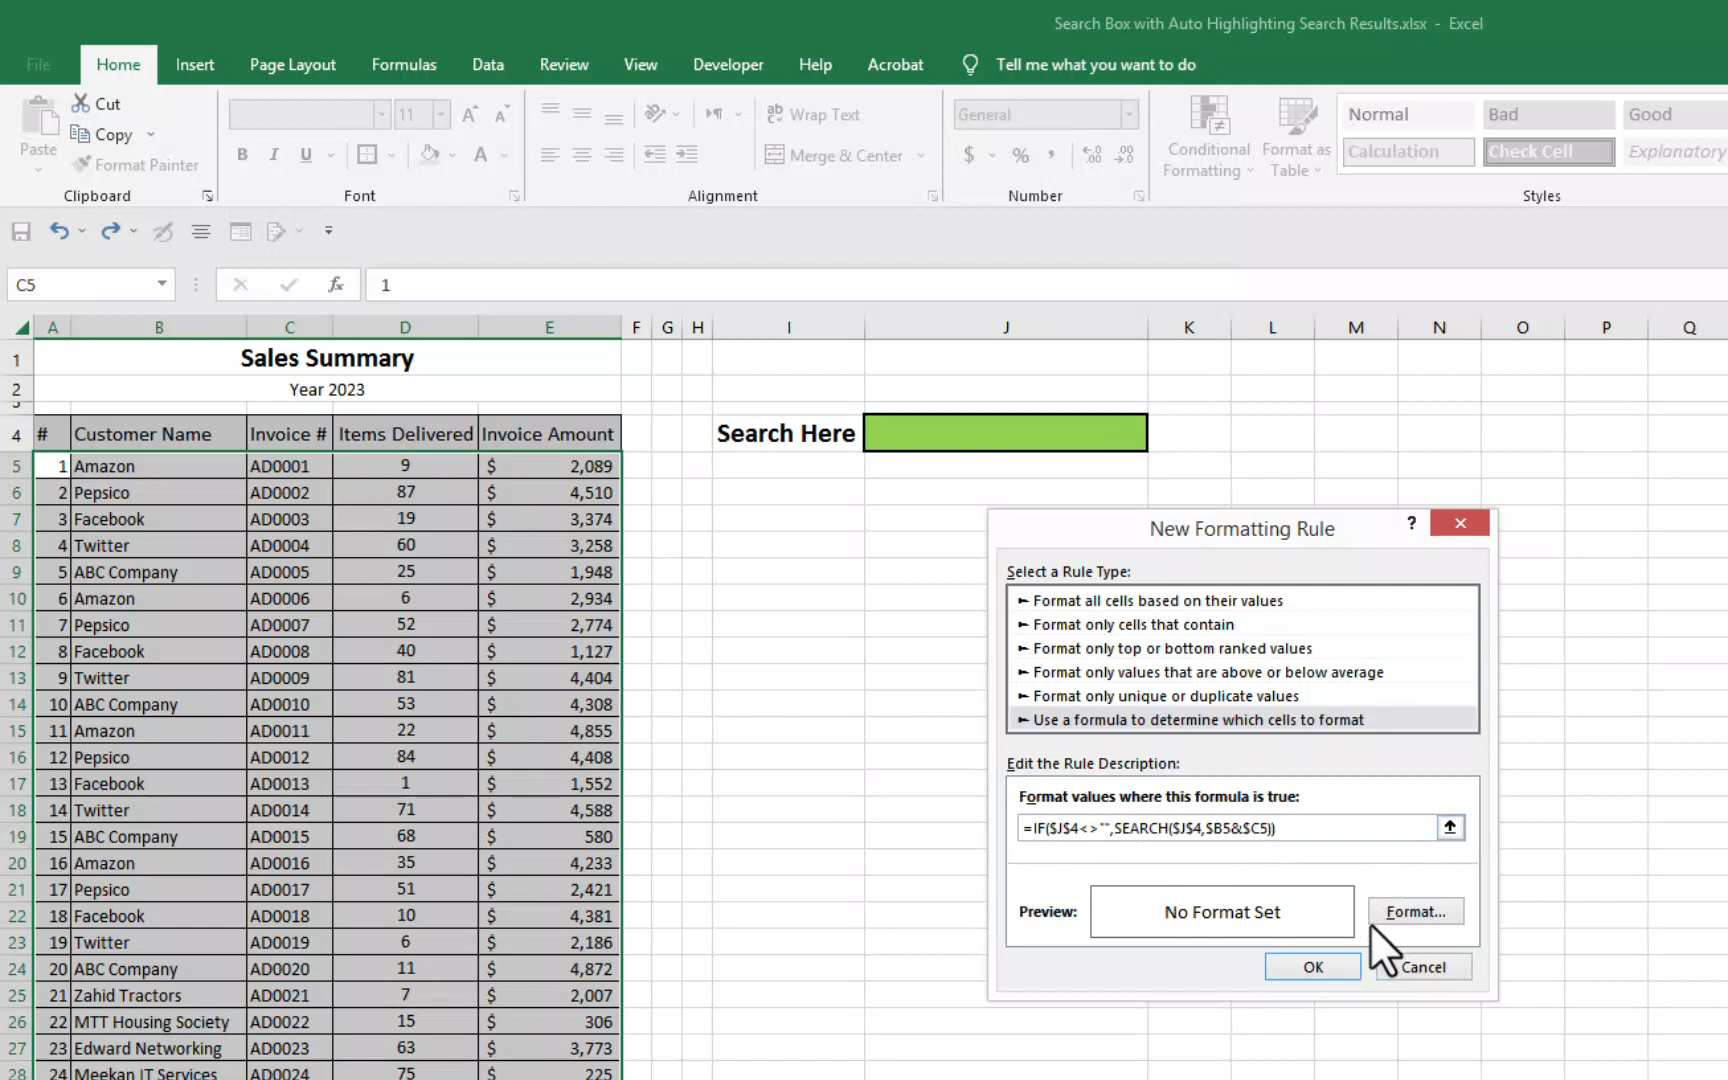 Search Box with Auto Highlighting Search Results.xlsx - Excel
File Home Insert Page Layout Formulas Data Review View Developer Help Acrobat Tell me what you want to do
Paste
Cut
Copy
Format Painter
11
Wrap Text
Merge & Center
General
Conditional Formatting
Format as Table
Normal Bad Good
Calculation Check Cell Explanatory
Clipboard Font Alignment Number Styles
C5 fx 1
A B C D E F G H I J K L M N O P Q
1 Sales Summary
2 Year 2023
3
4 # Customer Name Invoice # Items Delivered Invoice Amount Search Here
5 1 Amazon AD0001 9 $ 2,089
6 2 Pepsico AD0002 87 $ 4,510
7 3 Facebook AD0003 19 $ 3,374
8 4 Twitter AD0004 60 $ 3,258
9 5 ABC Company AD0005 25 $ 1,948
10 6 Amazon AD0006 6 $ 2,934
11 7 Pepsico AD0007 52 $ 2,774
12 8 Facebook AD0008 40 $ 1,127
13 9 Twitter AD0009 81 $ 4,404
14 10 ABC Company AD0010 53 $ 4,308
15 11 Amazon AD0011 22 $ 4,855
16 12 Pepsico AD0012 84 $ 4,408
17 13 Facebook AD0013 1 $ 1,552
18 14 Twitter AD0014 71 $ 4,588
19 15 ABC Company AD0015 68 $ 580
20 16 Amazon AD0016 35 $ 4,233
21 17 Pepsico AD0017 51 $ 2,421
22 18 Facebook AD0018 10 $ 4,381
23 19 Twitter AD0019 6 $ 2,186
24 20 ABC Company AD0020 11 $ 4,872
25 21 Zahid Tractors AD0021 7 $ 2,007
26 22 MTT Housing Society AD0022 15 $ 306
27 23 Edward Networking AD0023 63 $ 3,773
28 24 Meekan IT Services AD0024 75 $ 225
New Formatting Rule ?
Select a Rule Type:
► Format all cells based on their values
► Format only cells that contain
► Format only top or bottom ranked values
► Format only values that are above or below average
► Format only unique or duplicate values
► Use a formula to determine which cells to format
Edit the Rule Description:
Format values where this formula is true:
=IF($J$4<>"",SEARCH($J$4,$B5&$C5))
Preview: No Format Set Format...
OK Cancel